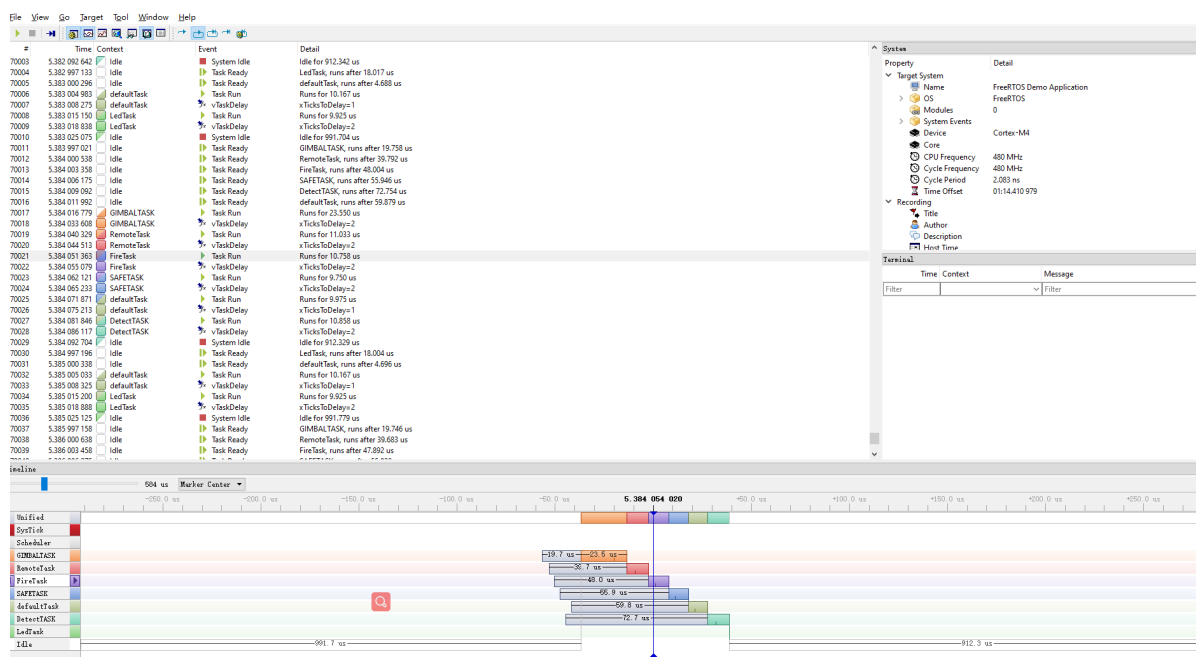 File View Go Target Tool Window Help
# Time Context Event Detail
70003 5.382 092 642 Idle System Idle Idle for 912.342 us
70004 5.382 997 133 Idle Task Ready LedTask, runs after 18.017 us
70005 5.383 000 296 Idle Task Ready defaultTask, runs after 4.688 us
70006 5.383 004 983 defaultTask Task Run Runs for 10.167 us
70007 5.383 008 275 defaultTask vTaskDelay xTicksToDelay=1
70008 5.383 015 150 LedTask Task Run Runs for 9.925 us
70009 5.383 018 838 LedTask vTaskDelay xTicksToDelay=2
70010 5.383 025 075 Idle System Idle Idle for 991.704 us
70011 5.383 997 021 Idle Task Ready GIMBALTASK, runs after 19.758 us
70012 5.384 000 538 Idle Task Ready RemoteTask, runs after 39.792 us
70013 5.384 003 358 Idle Task Ready FireTask, runs after 48.004 us
70014 5.384 006 175 Idle Task Ready SAFETASK, runs after 55.946 us
70015 5.384 009 092 Idle Task Ready DetectTASK, runs after 72.754 us
70016 5.384 011 992 Idle Task Ready defaultTask, runs after 59.879 us
70017 5.384 016 779 GIMBALTASK Task Run Runs for 23.550 us
70018 5.384 033 608 GIMBALTASK vTaskDelay xTicksToDelay=2
70019 5.384 040 329 RemoteTask Task Run Runs for 11.033 us
70020 5.384 044 513 RemoteTask vTaskDelay xTicksToDelay=2
70021 5.384 051 363 FireTask Task Run Runs for 10.758 us
70022 5.384 055 079 FireTask vTaskDelay xTicksToDelay=2
70023 5.384 062 121 SAFETASK Task Run Runs for 9.750 us
70024 5.384 065 233 SAFETASK vTaskDelay xTicksToDelay=2
70025 5.384 071 871 defaultTask Task Run Runs for 9.975 us
70026 5.384 075 213 defaultTask vTaskDelay xTicksToDelay=1
70027 5.384 081 846 DetectTASK Task Run Runs for 10.858 us
70028 5.384 086 117 DetectTASK vTaskDelay xTicksToDelay=2
70029 5.384 092 704 Idle System Idle Idle for 912.329 us
70030 5.384 997 196 Idle Task Ready LedTask, runs after 18.004 us
70031 5.385 000 338 Idle Task Ready defaultTask, runs after 4.696 us
70032 5.385 005 033 defaultTask Task Run Runs for 10.167 us
70033 5.385 008 325 defaultTask vTaskDelay xTicksToDelay=1
70034 5.385 015 200 LedTask Task Run Runs for 9.925 us
70035 5.385 018 888 LedTask vTaskDelay xTicksToDelay=2
70036 5.385 025 125 Idle System Idle Idle for 991.779 us
70037 5.385 997 158 Idle Task Ready GIMBALTASK, runs after 19.746 us
70038 5.386 000 638 Idle Task Ready RemoteTask, runs after 39.683 us
70039 5.386 003 458 Idle Task Ready FireTask, runs after 47.892 us
System
Property Detail
Target System
Name FreeRTOS Demo Application
OS FreeRTOS
Modules 0
System Events
Device Cortex-M4
Core
CPU Frequency 480 MHz
Cycle Frequency 480 MHz
Cycle Period 2.083 ns
Time Offset 01:14.410 979
Recording
Title
Author
Description
Host Time
Terminal
Time Context Message
Filter Filter
imeline
584 us Marker Center
-250.0 us -200.0 us -150.0 us -100.0 us -50.0 us 5.384 054 020 +50.0 us +100.0 us +150.0 us +200.0 us +250.0 us
Unified
SysTick
Scheduler
GIMBALTASK 19.7 us 23.5 us
RemoteTask 39.7 us
FireTask 48.0 us
SAFETASK 55.9 us
defaultTask 59.8 us
DetectTASK 72.7 us
LedTask
Idle 991.7 us 912.3 us